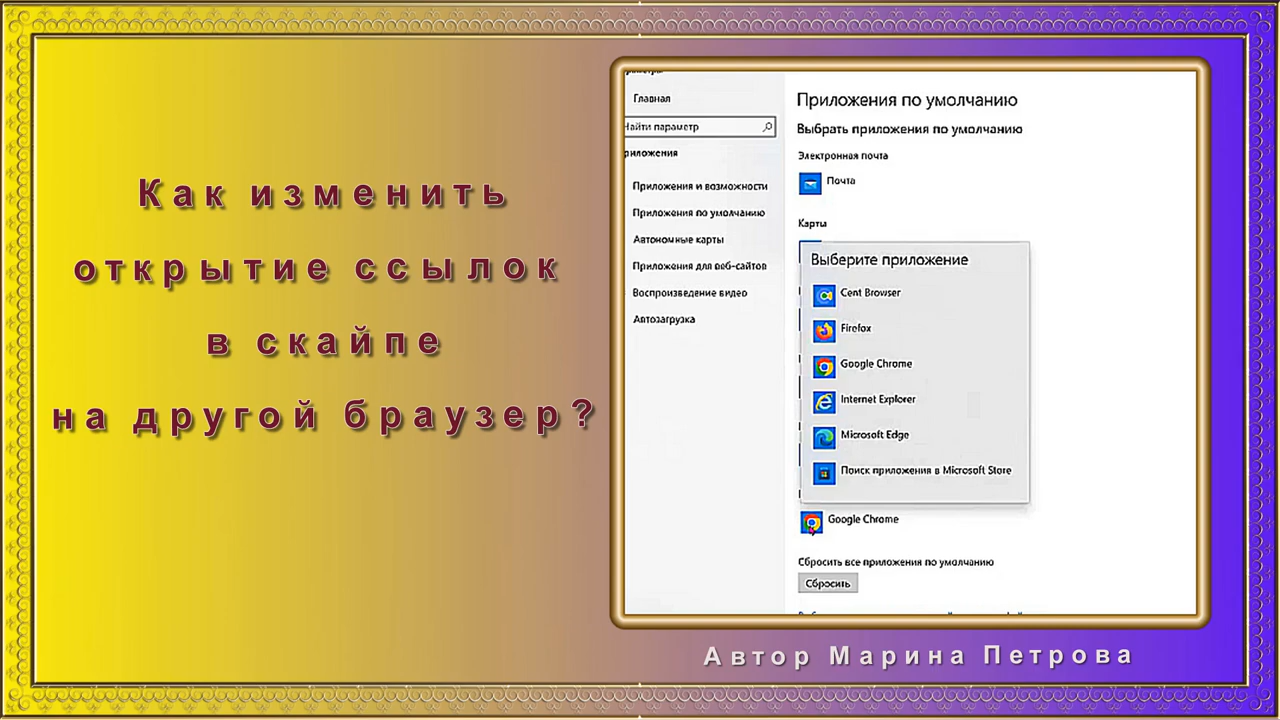 Как изменить
открытие ссылок
в скайпе
на другой браузер?
Главная
Найти параметр
Приложения и возможности
Приложения по умолчанию
Автономные карты
Приложения для веб-сайтов
Воспроизведение видео
Автозагрузка
Приложения по умолчанию
Выбрать приложения по умолчанию
Электронная почта
Почта
Карты
Выберите приложение
Cent Browser
Firefox
Google Chrome
Internet Explorer
Microsoft Edge
Поиск приложения в Microsoft Store
Google Chrome
Сбросить все приложения по умолчанию
Сбросить
Автор Марина Петрова